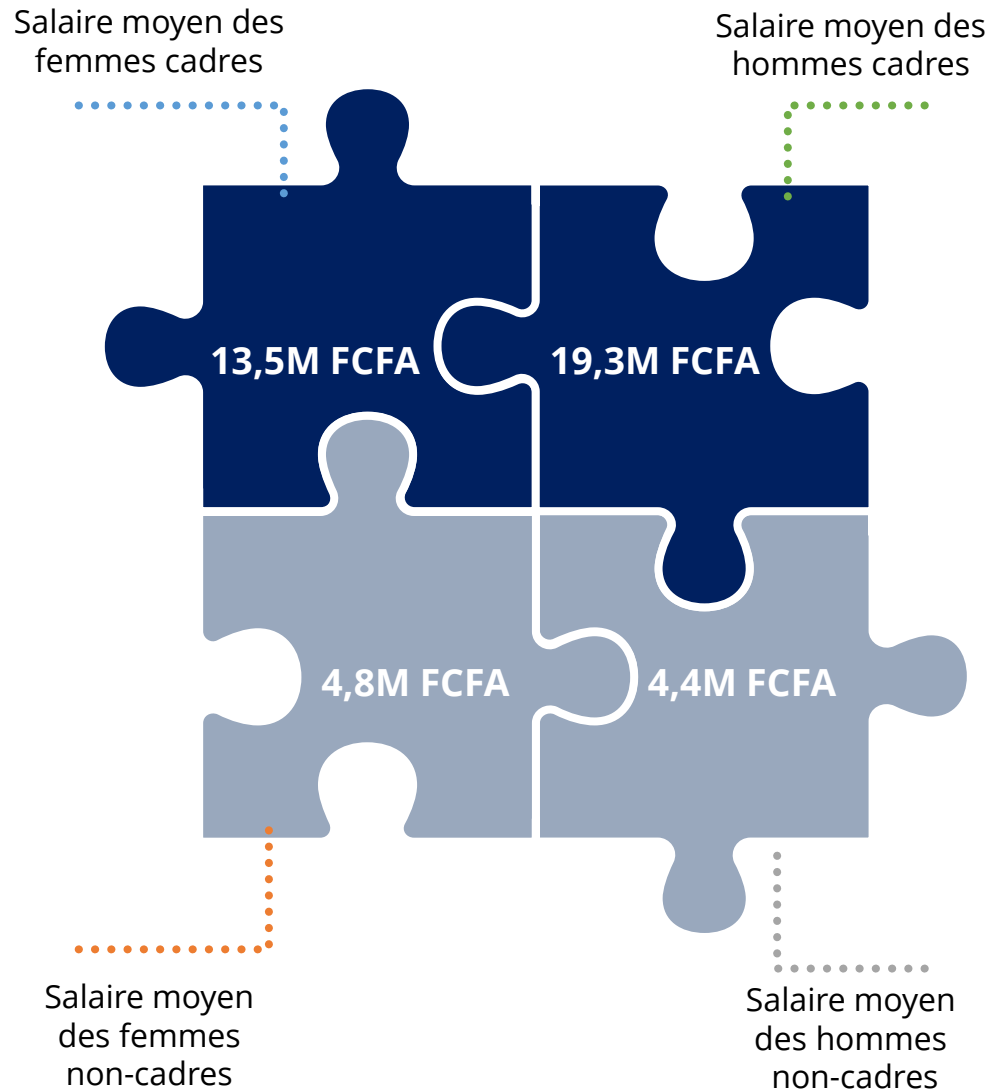 Salaire moyen des
femmes cadres
Salaire moyen des
hommes cadres
13,5M FCFA
19,3M FCFA
4,8M FCFA
4,4M FCFA
Salaire moyen
des femmes
non-cadres
Salaire moyen
des hommes
non-cadres